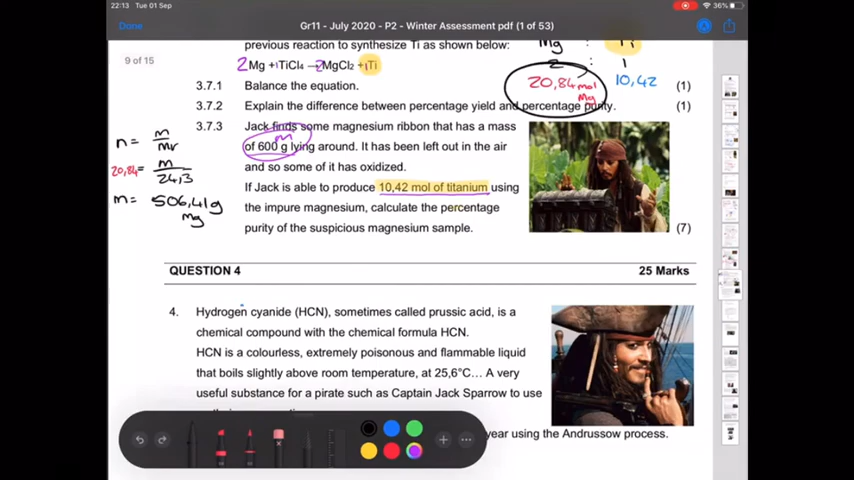 22:13 Tue 01 Sep
36%
Done
Gr11 - July 2020 - P2 - Winter Assessment pdf (1 of 53)
9 of 15
previous reaction to synthesize Ti as shown below:
Mg : Ti
2Mg +1TiCl4 →2MgCl2 +1Ti
2 : 1
20,84 mol Mg
10,42
3.7.1 Balance the equation. (1)
3.7.2 Explain the difference between percentage yield and percentage purity. (1)
3.7.3 Jack finds some magnesium ribbon that has a mass
m
of 600 g lying around. It has been left out in the air
and so some of it has oxidized.
If Jack is able to produce 10,42 mol of titanium using
the impure magnesium, calculate the percentage
purity of the suspicious magnesium sample. (7)
n = m/mr
20,84 = m/24,3
m = 506,41g
Mg
QUESTION 4 25 Marks
4. Hydrogen cyanide (HCN), sometimes called prussic acid, is a
chemical compound with the chemical formula HCN.
HCN is a colourless, extremely poisonous and flammable liquid
that boils slightly above room temperature, at 25,6°C… A very
useful substance for a pirate such as Captain Jack Sparrow to use
year using the Andrussow process.